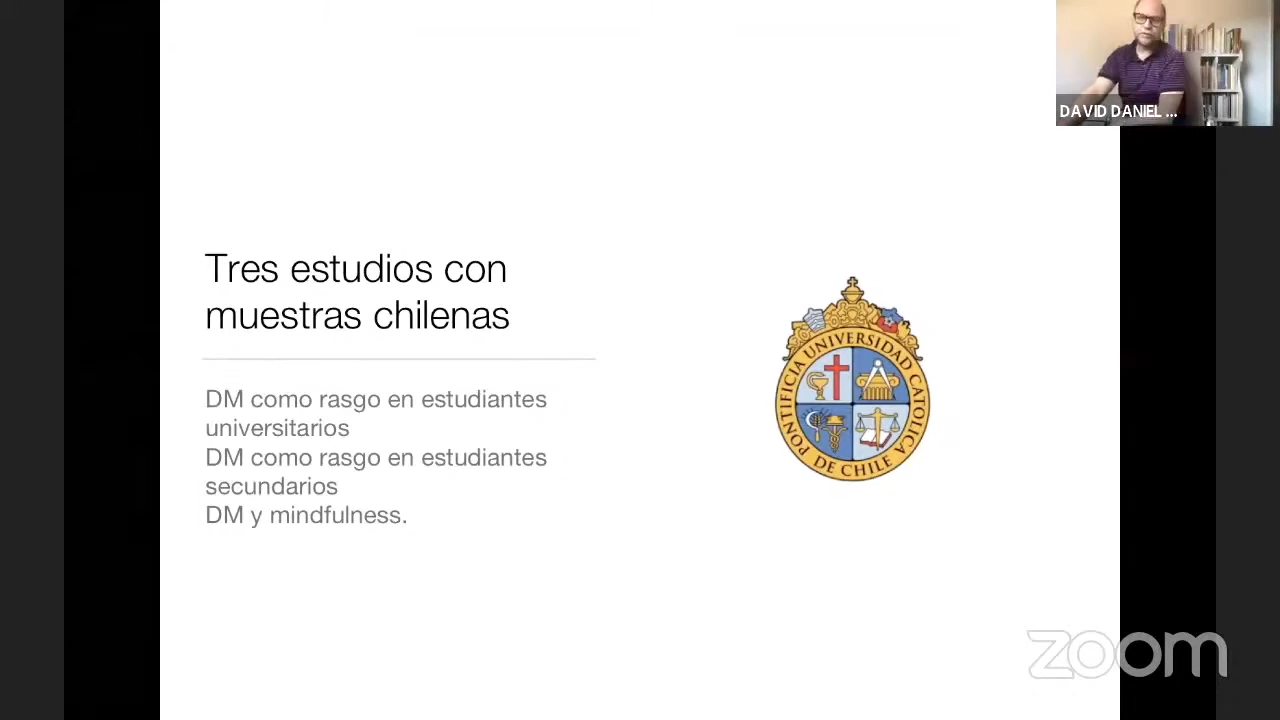 DAVID DANIEL ...
Tres estudios con
muestras chilenas
DM como rasgo en estudiantes
universitarios
DM como rasgo en estudiantes
secundarios
DM y mindfulness.
PONTIFICIA UNIVERSIDAD CATOLICA
DE CHILE
zoom